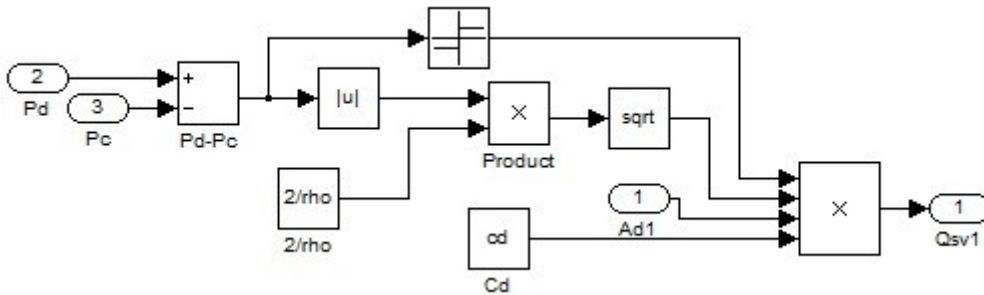 2
Pd
3
Pc
+
−
Pd-Pc
|u|
2/rho
2/rho
×
Product
sqrt
1
Ad1
cd
Cd
×
1
Qsv1